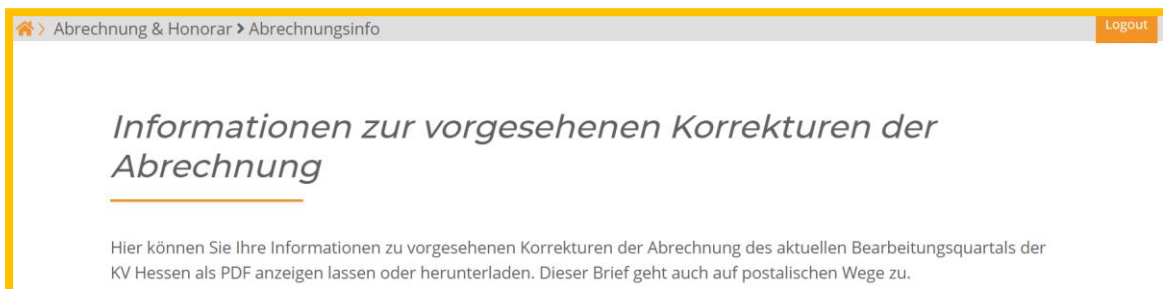 Abrechnung & Honorar > Abrechnungsinfo
Logout
Informationen zur vorgesehenen Korrekturen der
Abrechnung
Hier können Sie Ihre Informationen zu vorgesehenen Korrekturen der Abrechnung des aktuellen Bearbeitungsquartals der
KV Hessen als PDF anzeigen lassen oder herunterladen. Dieser Brief geht auch auf postalischen Wege zu.